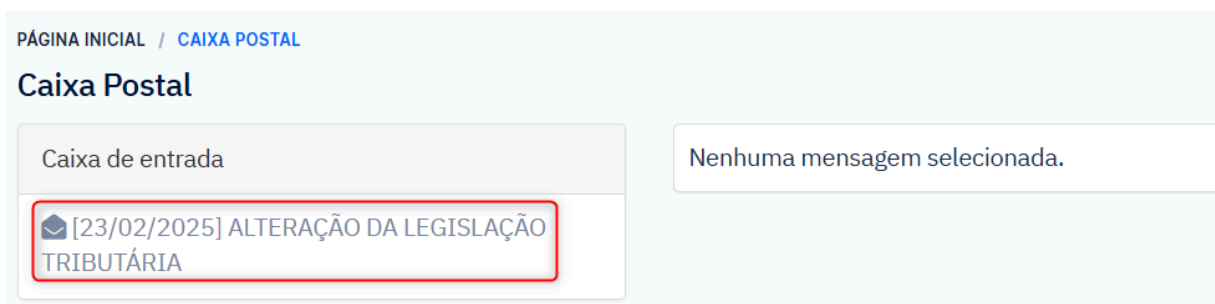 PÁGINA INICIAL / CAIXA POSTAL
Caixa Postal
Caixa de entrada
Nenhuma mensagem selecionada.
[23/02/2025] ALTERAÇÃO DA LEGISLAÇÃO
TRIBUTÁRIA